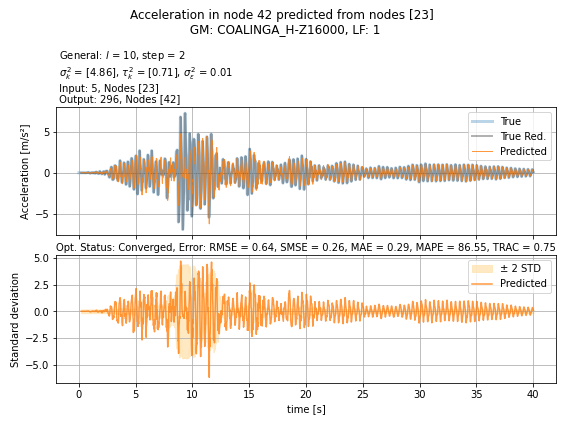 Acceleration in node 42 predicted from nodes [23]
GM: COALINGA_H-Z16000, LF: 1
General: l = 10, step = 2
σ²ₖ = [4.86], τ²ₖ = [0.71], σ²ε = 0.01
Input: 5, Nodes [23]
Output: 296, Nodes [42]
Acceleration [m/s²]
5
0
−5
True
True Red.
Predicted
Opt. Status: Converged, Error: RMSE = 0.64, SMSE = 0.26, MAE = 0.29, MAPE = 86.55, TRAC = 0.75
Standard deviation
5.0
2.5
0.0
−2.5
−5.0
± 2 STD
Predicted
0 5 10 15 20 25 30 35 40
time [s]